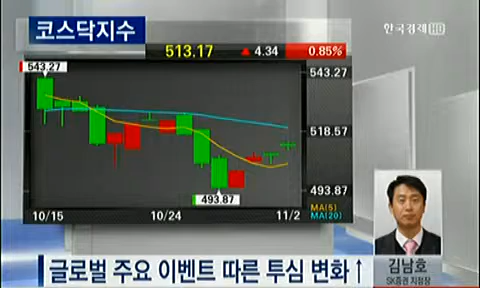 코스닥지수
한국경제 HD
513.17 ▲ 4.34 0.85%
543.27
543.27
518.57
493.87
493.87
MA(5)
MA(20)
10/15 10/24 11/2
김남호
SK증권 지점장
글로벌 주요 이벤트 따른 투심 변화↑